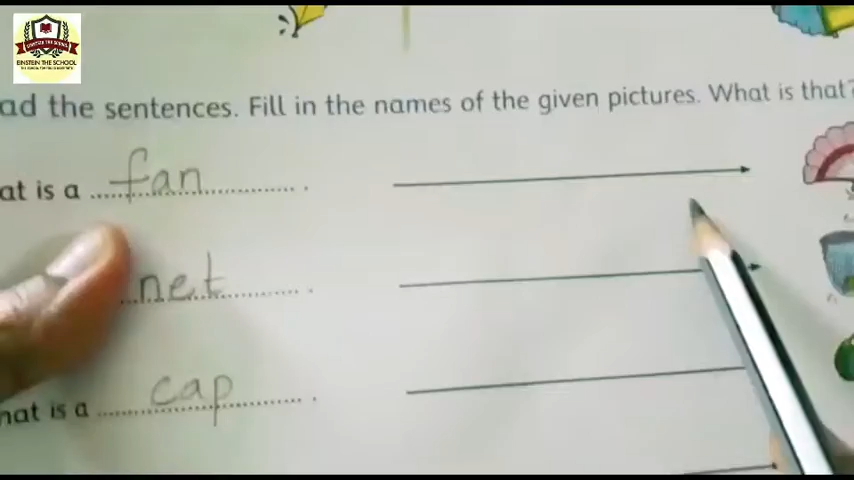 EINSTEIN THE SCHOOL
ad the sentences. Fill in the names of the given pictures. What is that?
at is a fan .
net .
hat is a cap .